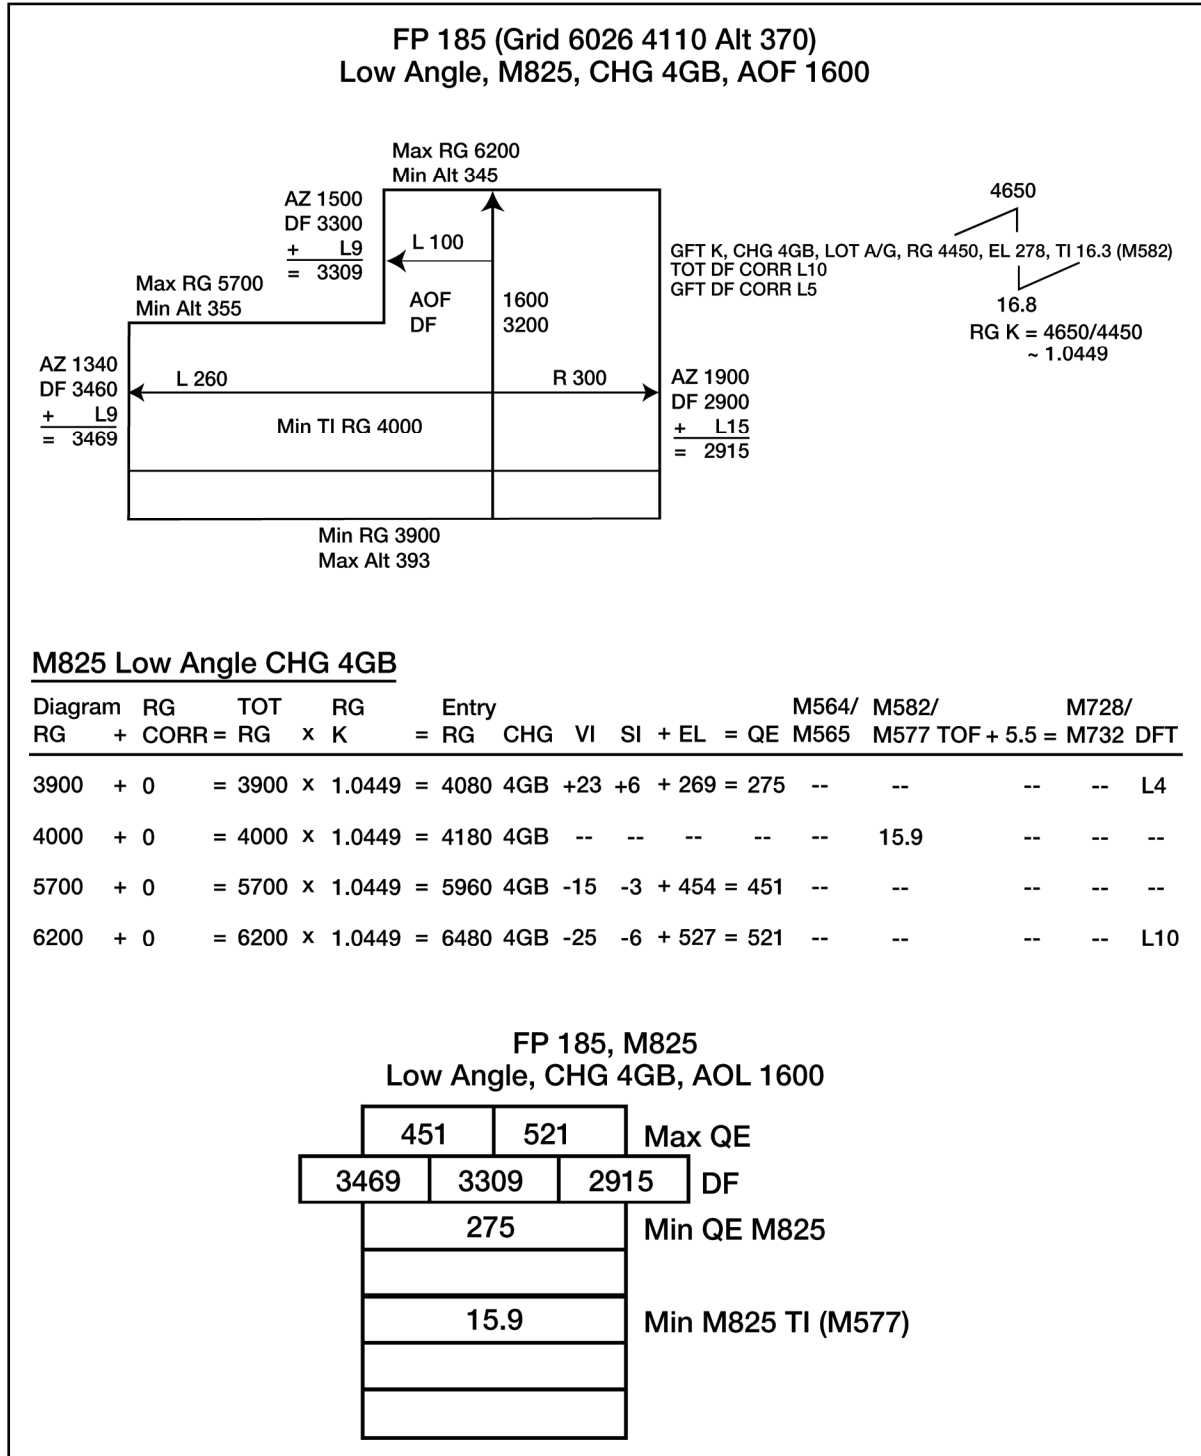 FP 185 (Grid 6026 4110 Alt 370)
Low Angle, M825, CHG 4GB, AOF 1600
Max RG 6200
Min Alt 345
AZ 1500
DF 3300
+ L9
= 3309
L 100
Max RG 5700
Min Alt 355
AOF 1600
DF 3200
AZ 1340
DF 3460
+ L9
= 3469
L 260
R 300
AZ 1900
DF 2900
+ L15
= 2915
Min TI RG 4000
Min RG 3900
Max Alt 393
4650
GFT K, CHG 4GB, LOT A/G, RG 4450, EL 278, TI 16.3 (M582)
TOT DF CORR L10
GFT DF CORR L5
16.8
RG K = 4650/4450
~ 1.0449
M825 Low Angle CHG 4GB
Diagram RG TOT RG Entry M564/ M582/ M728/
RG + CORR = RG x K = RG CHG VI SI + EL = QE M565 M577 TOF + 5.5 = M732 DFT
3900 + 0 = 3900 x 1.0449 = 4080 4GB +23 +6 + 269 = 275 -- -- -- -- L4
4000 + 0 = 4000 x 1.0449 = 4180 4GB -- -- -- -- -- 15.9 -- -- --
5700 + 0 = 5700 x 1.0449 = 5960 4GB -15 -3 + 454 = 451 -- -- -- -- --
6200 + 0 = 6200 x 1.0449 = 6480 4GB -25 -6 + 527 = 521 -- -- -- -- L10
FP 185, M825
Low Angle, CHG 4GB, AOL 1600
451 521 Max QE
3469 3309 2915 DF
275 Min QE M825
15.9 Min M825 TI (M577)